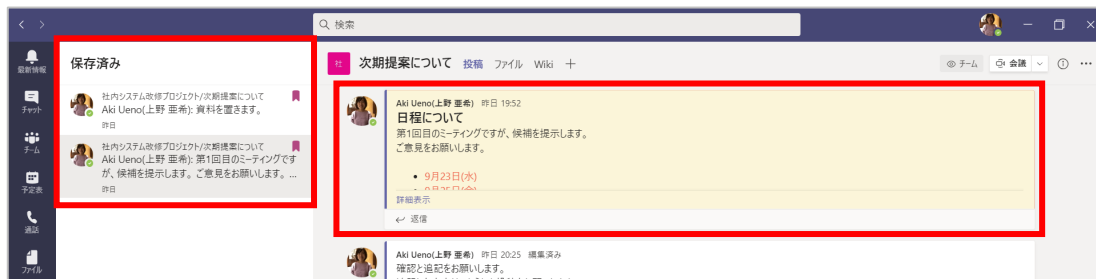 検索
最新情報
チャット
チーム
予定表
通話
ファイル
保存済み
社内システム改修プロジェクト/次期提案について
Aki Ueno(上野 亜希): 資料を置きます。
昨日
社内システム改修プロジェクト/次期提案について
Aki Ueno(上野 亜希): 第1回目のミーティングです
が、候補を提示します。ご意見をお願いします。...
昨日
社 次期提案について 投稿 ファイル Wiki
チーム 会議
Aki Ueno(上野 亜希) 昨日 19:52
日程について
第1回目のミーティングですが、候補を提示します。
ご意見をお願いします。
• 9月23日(水)
詳細表示
返信
Aki Ueno(上野 亜希) 昨日 20:25 編集済み
確認と追記をお願いします。